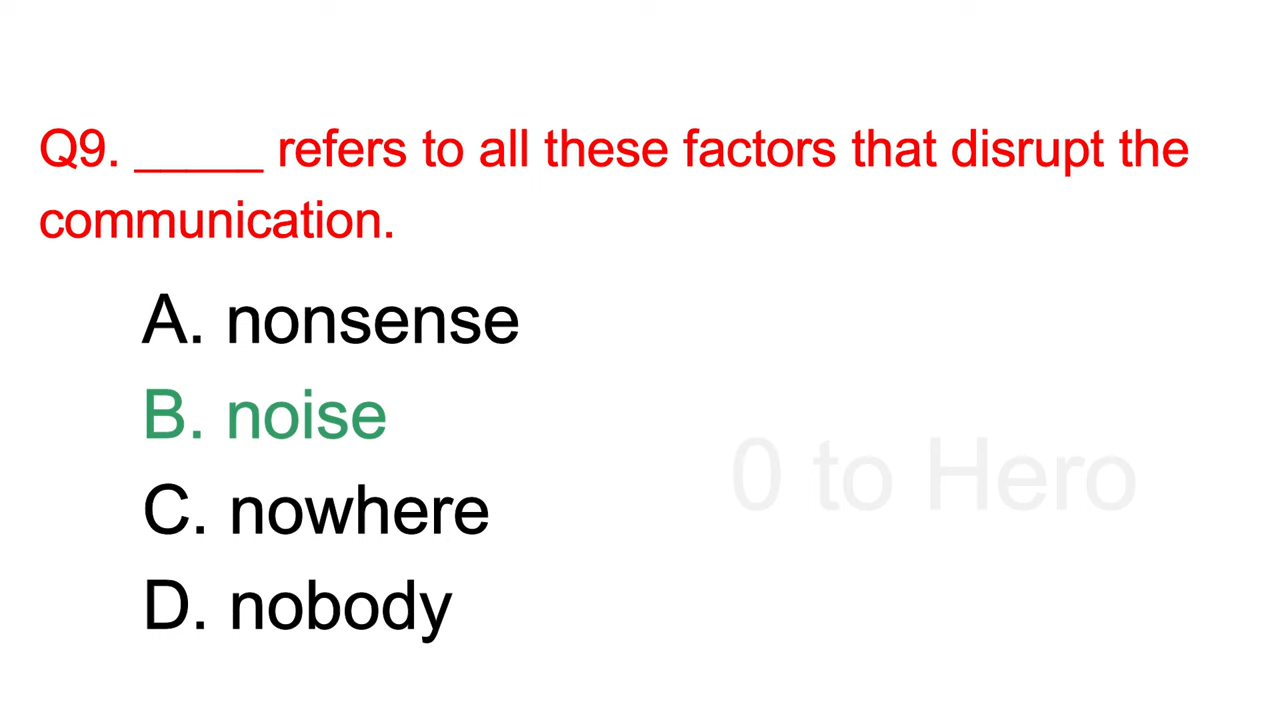 Q9. _____ refers to all these factors that disrupt the
communication.
A. nonsense
B. noise
C. nowhere
0 to Hero
D. nobody